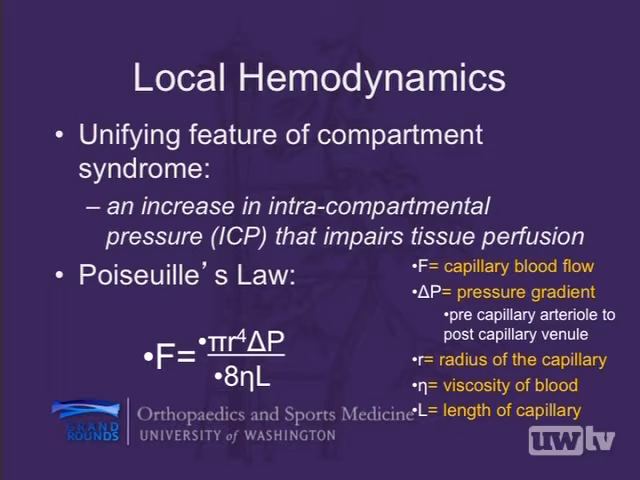 Local Hemodynamics
• Unifying feature of compartment
syndrome:
– an increase in intra-compartmental
pressure (ICP) that impairs tissue perfusion
• Poiseuille's Law:
•F=
•πr⁴ΔP
•8ηL
•F= capillary blood flow
•ΔP= pressure gradient
•pre capillary arteriole to
post capillary venule
•r= radius of the capillary
•η= viscosity of blood
•L= length of capillary
GRAND
ROUNDS
Orthopaedics and Sports Medicine
UNIVERSITY of WASHINGTON
uwtv